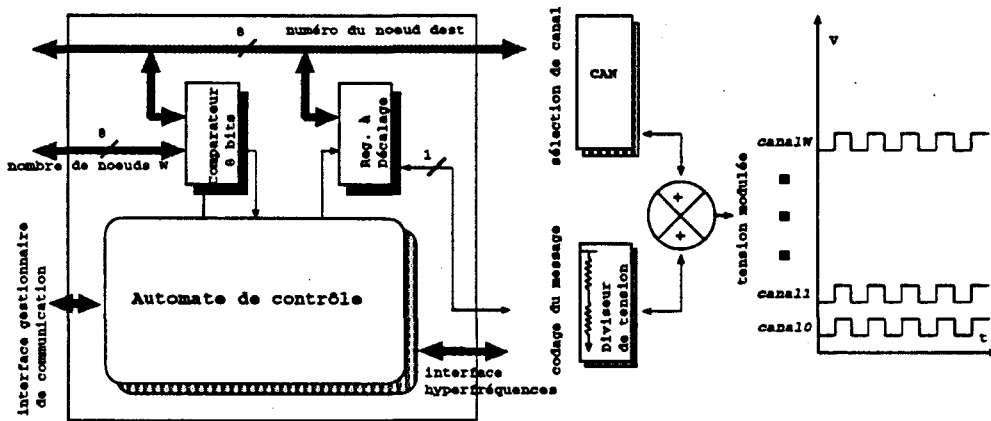 8
numéro du noeud dest
Comparateur
8 bits
Reg. à
Décalage
8
nombre de noeuds W
1
Automate de contrôle
interface gestionnaire
de communication
interface
hyperfréquences
sélection de canal
CAN
codage du message
Diviseur
de tension
+
+
tension modulée
V
canalW
canal1
canal0
t